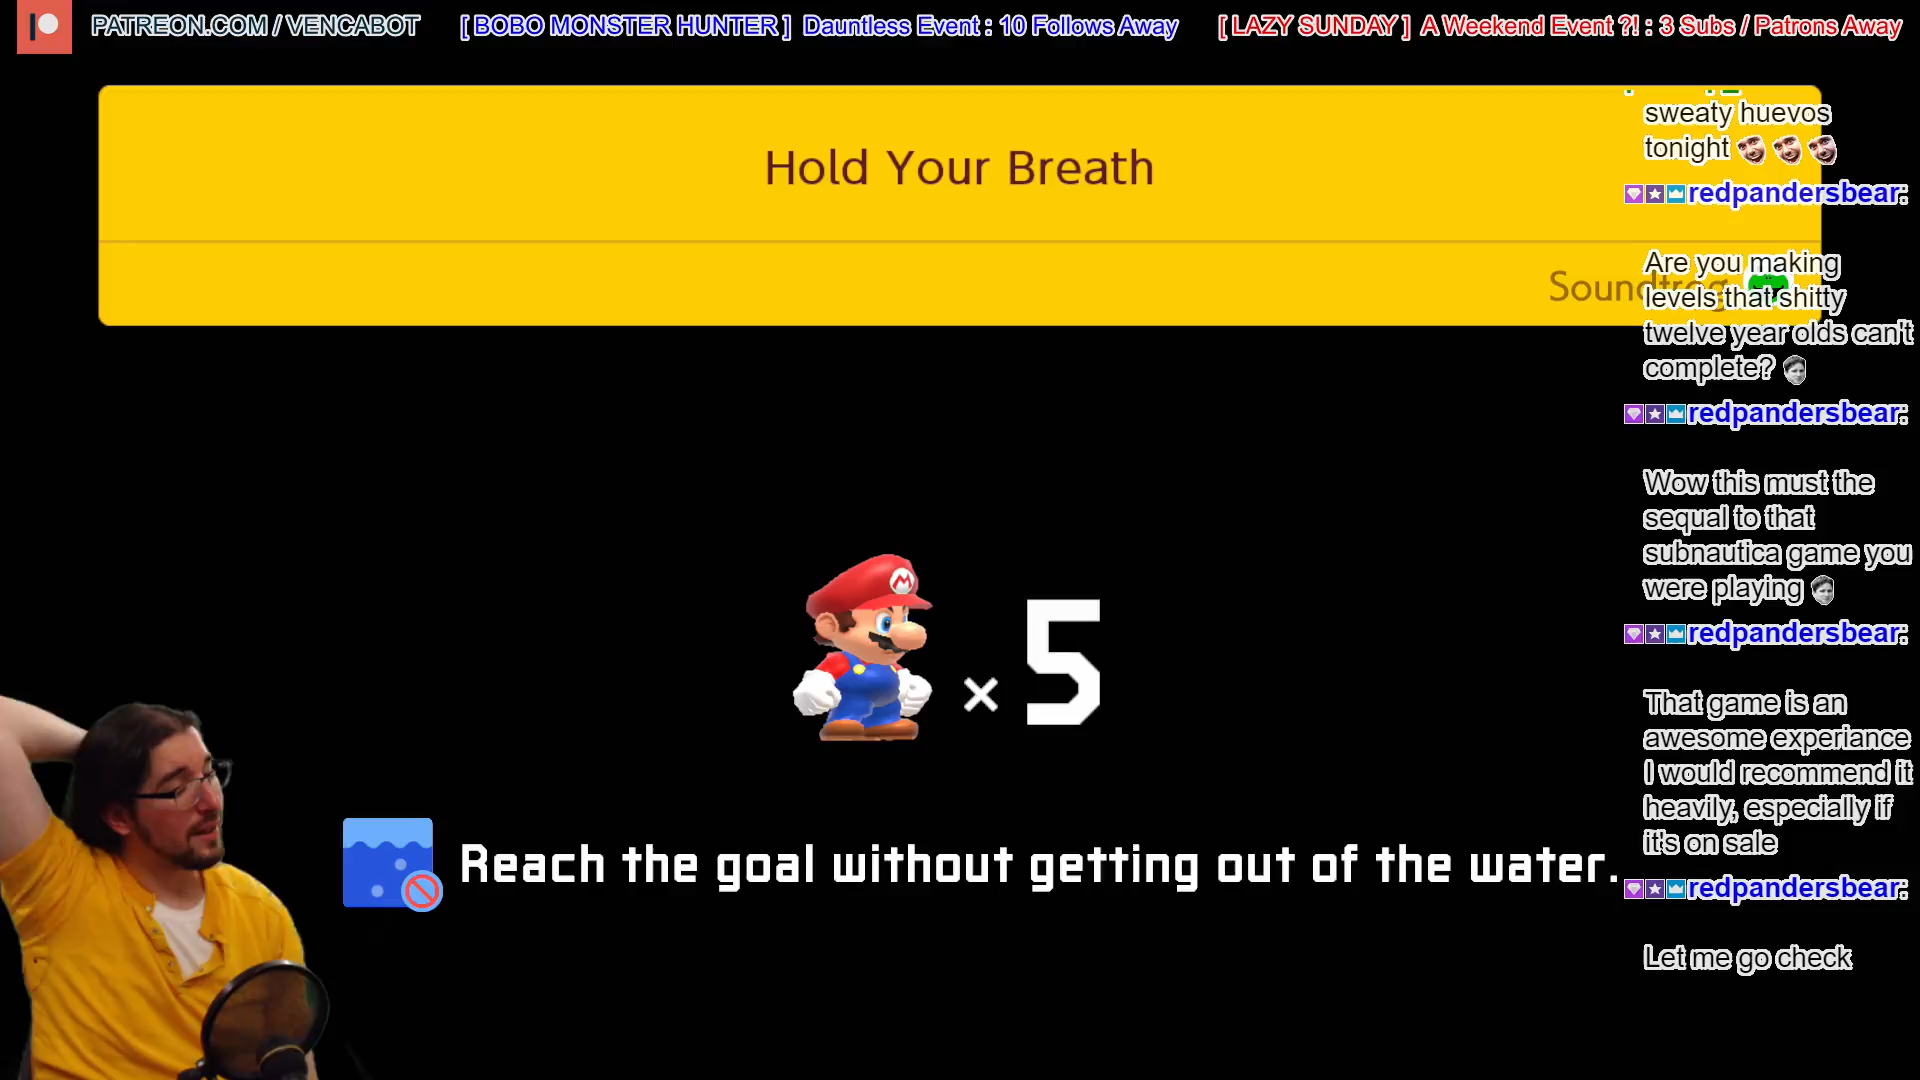 PATREON.COM / VENCABOT
[ BOBO MONSTER HUNTER ] Dauntless Event : 10 Follows Away
[ LAZY SUNDAY ] A Weekend Event ?! : 3 Subs / Patrons Away
Hold Your Breath
Soundfrog
× 5
Reach the goal without getting out of the water.
sweaty huevos
tonight
redpandersbear:
Are you making
levels that shitty
twelve year olds can't
complete?
redpandersbear:
Wow this must the
sequal to that
subnautica game you
were playing
redpandersbear:
That game is an
awesome experiance
I would recommend it
heavily, especially if
it's on sale
redpandersbear:
Let me go check